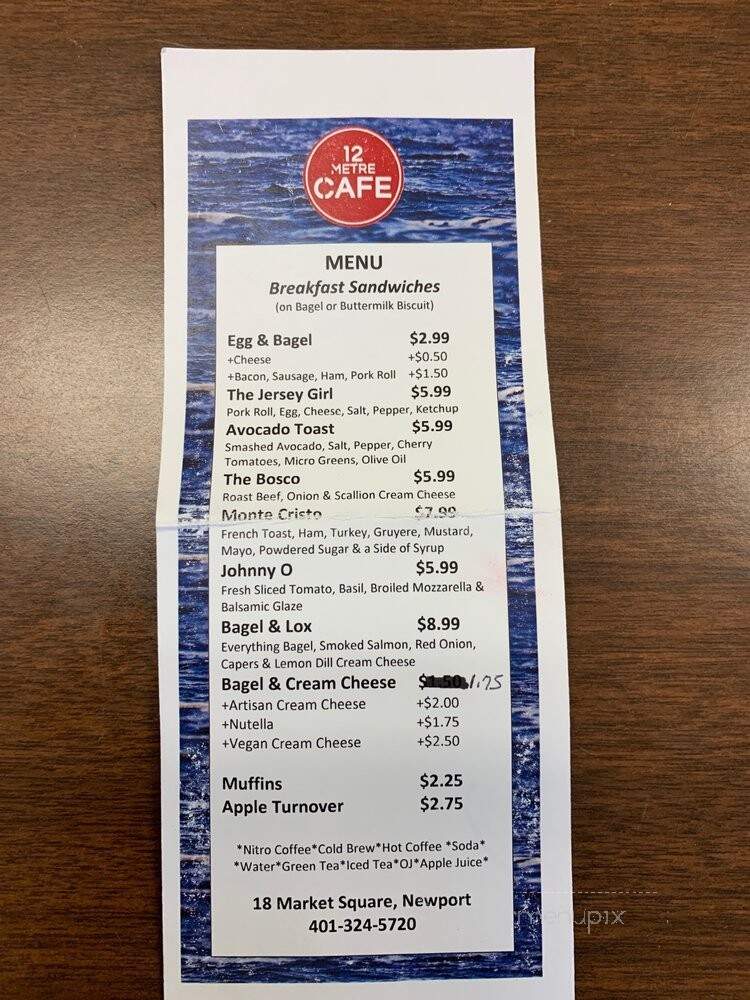 12
METRE
CAFE
MENU
Breakfast Sandwiches
(on Bagel or Buttermilk Biscuit)
Egg & Bagel $2.99
+Cheese +$0.50
+Bacon, Sausage, Ham, Pork Roll +$1.50
The Jersey Girl $5.99
Pork Roll, Egg, Cheese, Salt, Pepper, Ketchup
Avocado Toast $5.99
Smashed Avocado, Salt, Pepper, Cherry
Tomatoes, Micro Greens, Olive Oil
The Bosco $5.99
Roast Beef, Onion & Scallion Cream Cheese
Monte Cristo $7.99
French Toast, Ham, Turkey, Gruyere, Mustard,
Mayo, Powdered Sugar & a Side of Syrup
Johnny O $5.99
Fresh Sliced Tomato, Basil, Broiled Mozzarella &
Balsamic Glaze
Bagel & Lox $8.99
Everything Bagel, Smoked Salmon, Red Onion,
Capers & Lemon Dill Cream Cheese
Bagel & Cream Cheese $1.50 1.75
+Artisan Cream Cheese +$2.00
+Nutella +$1.75
+Vegan Cream Cheese +$2.50
Muffins $2.25
Apple Turnover $2.75
*Nitro Coffee*Cold Brew*Hot Coffee *Soda*
*Water*Green Tea*Iced Tea*OJ*Apple Juice*
18 Market Square, Newport
401-324-5720
menupix